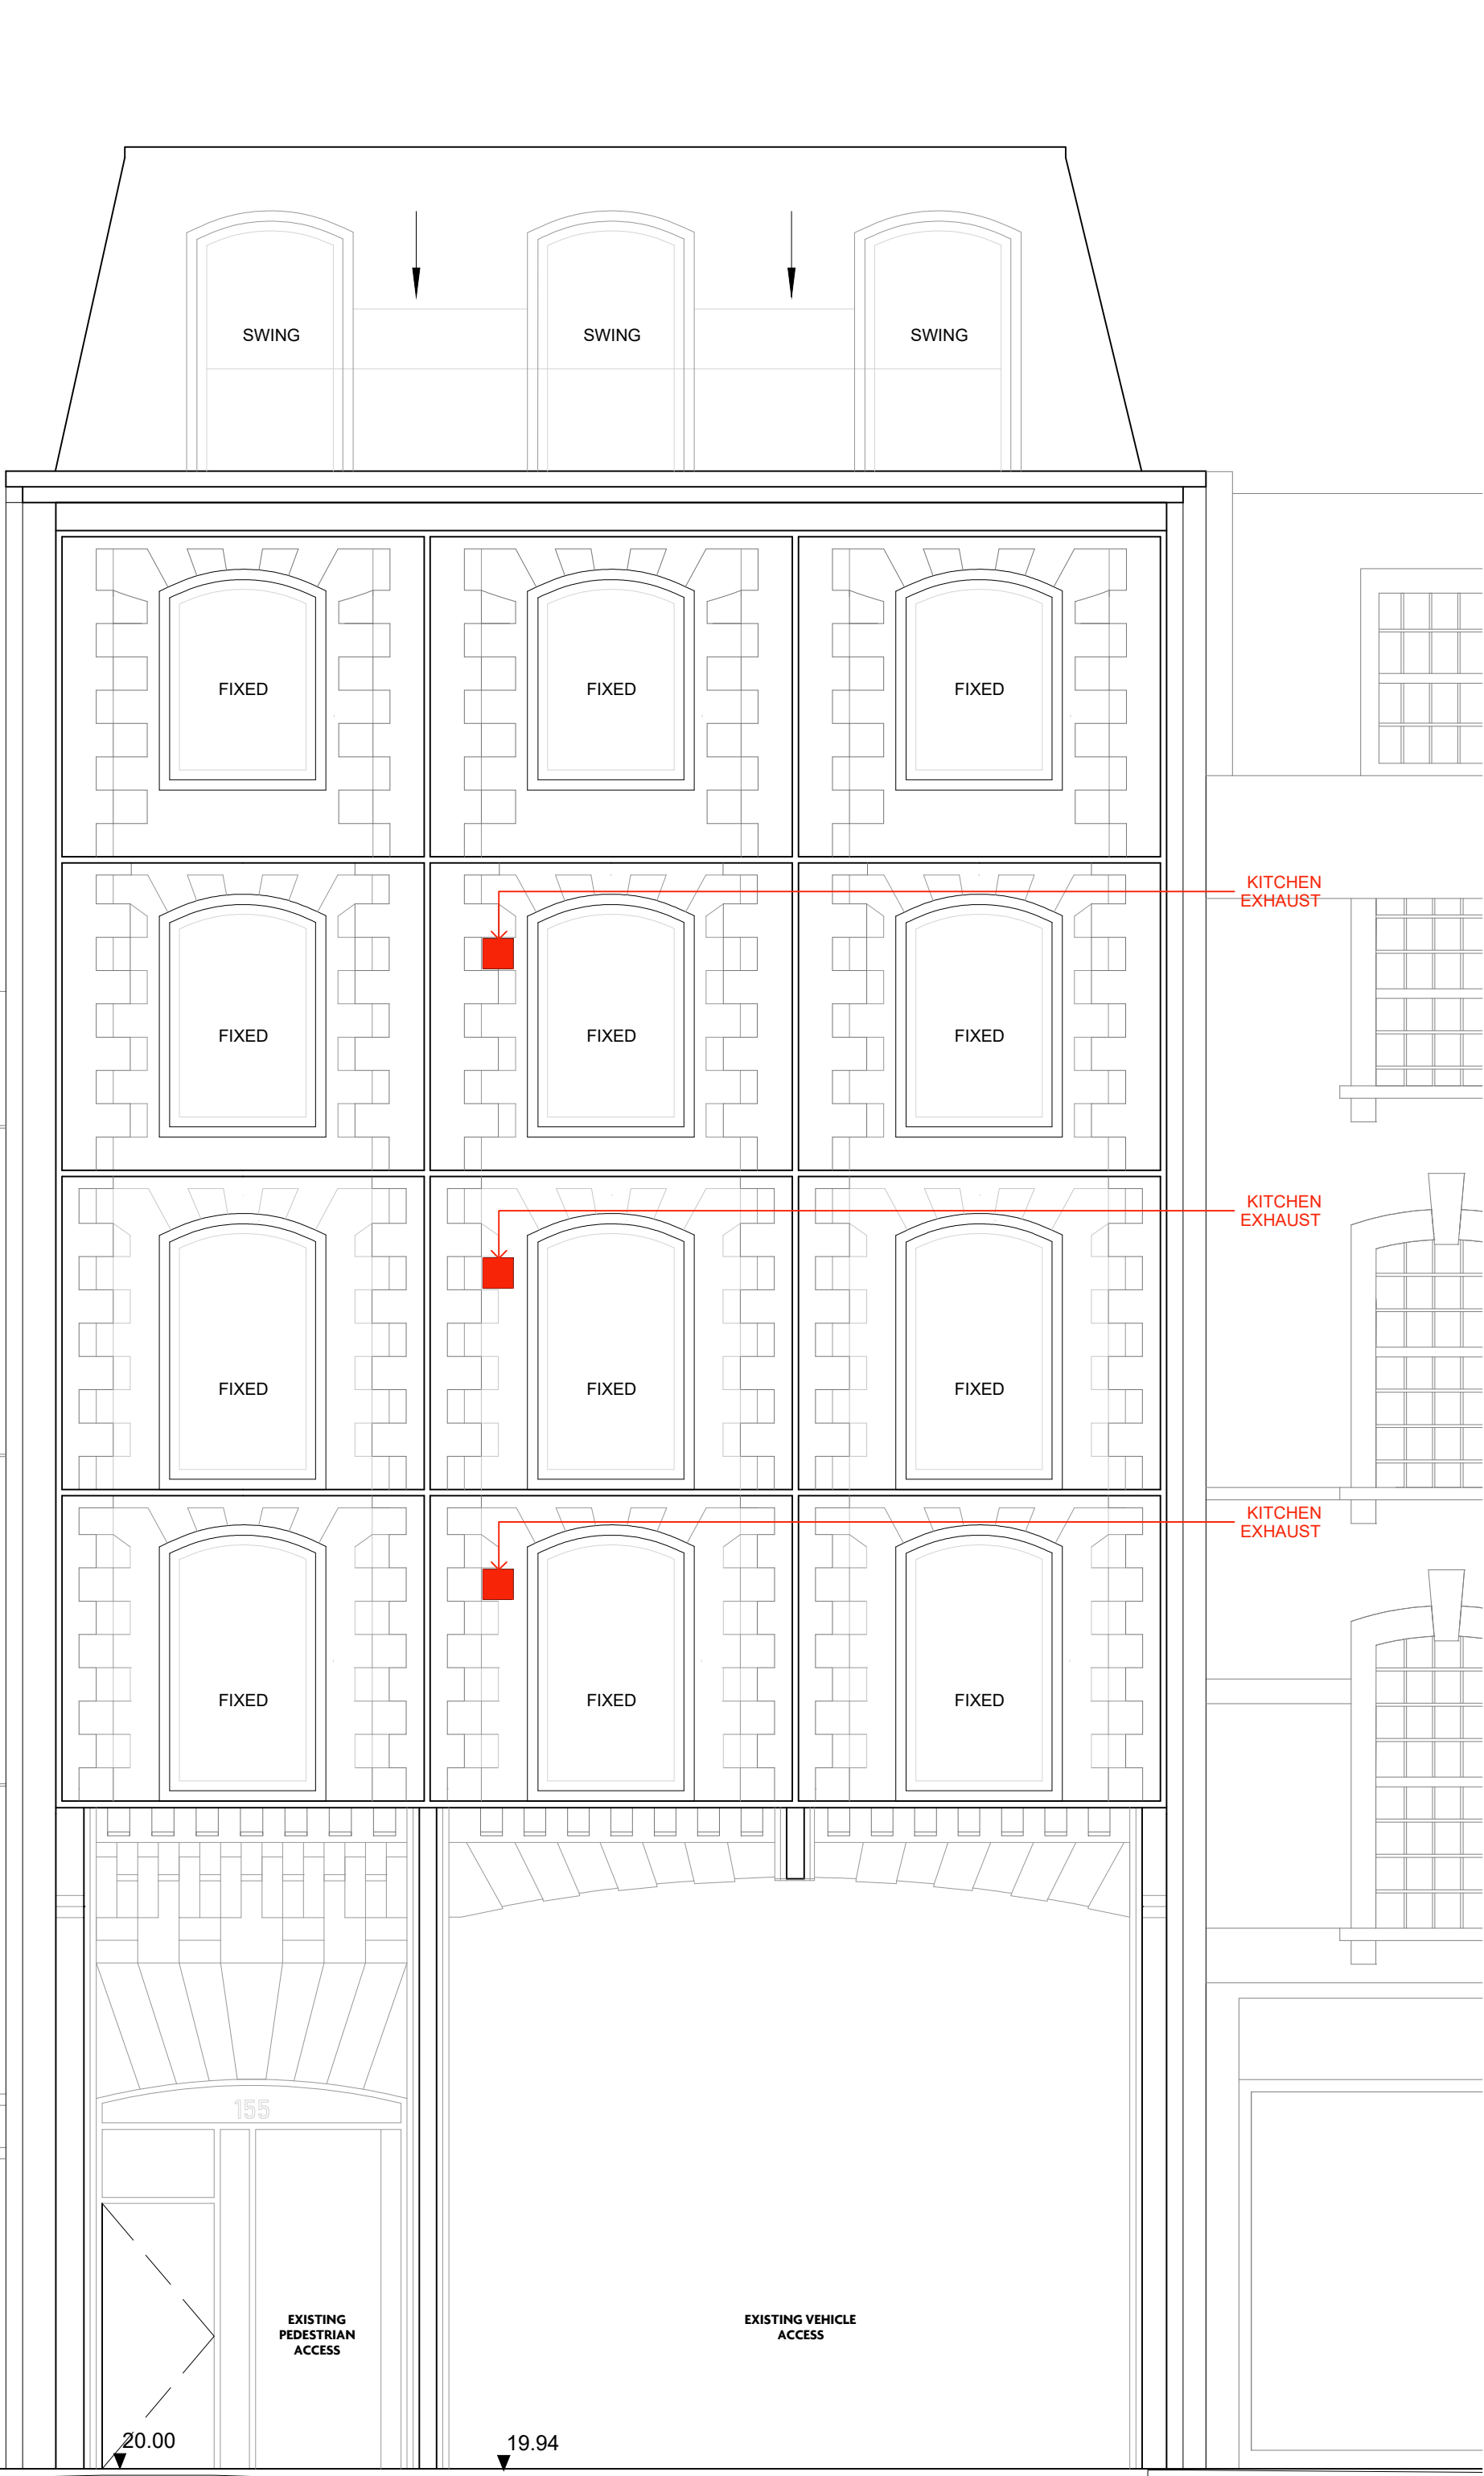 SWING
SWING
SWING
FIXED
FIXED
FIXED
KITCHEN
EXHAUST
FIXED
FIXED
FIXED
KITCHEN
EXHAUST
FIXED
FIXED
FIXED
KITCHEN
EXHAUST
FIXED
FIXED
FIXED
155
EXISTING
PEDESTRIAN
ACCESS
EXISTING VEHICLE
ACCESS
20.00
19.94